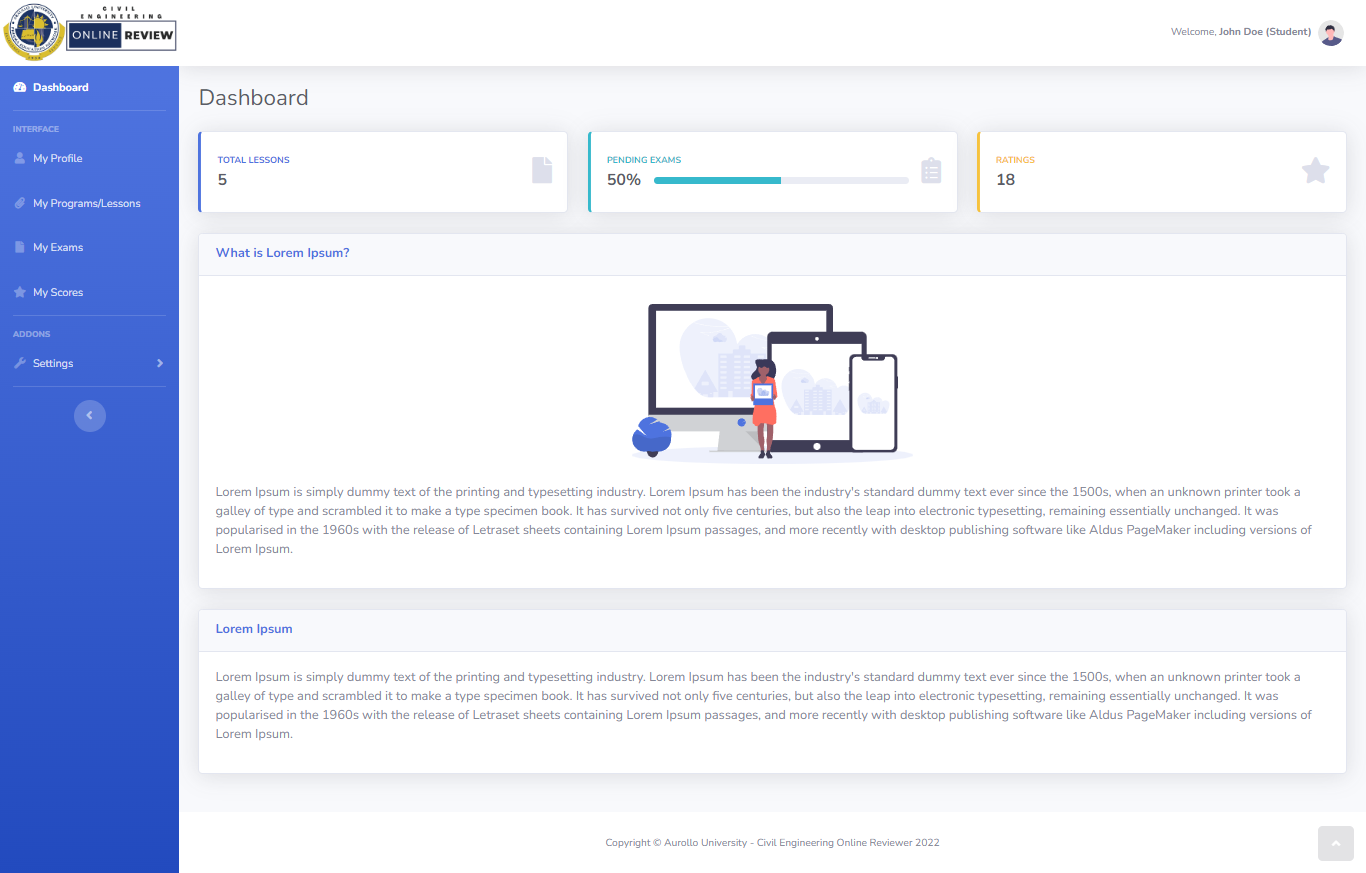 CIVIL
ENGINEERING
ONLINE REVIEW
Welcome, John Doe (Student)
Dashboard
INTERFACE
My Profile
My Programs/Lessons
My Exams
My Scores
ADDONS
Settings
Dashboard
TOTAL LESSONS
5
PENDING EXAMS
50%
RATINGS
18
What is Lorem Ipsum?
Lorem Ipsum is simply dummy text of the printing and typesetting industry. Lorem Ipsum has been the industry's standard dummy text ever since the 1500s, when an unknown printer took a
galley of type and scrambled it to make a type specimen book. It has survived not only five centuries, but also the leap into electronic typesetting, remaining essentially unchanged. It was
popularised in the 1960s with the release of Letraset sheets containing Lorem Ipsum passages, and more recently with desktop publishing software like Aldus PageMaker including versions of
Lorem Ipsum.
Lorem Ipsum
Lorem Ipsum is simply dummy text of the printing and typesetting industry. Lorem Ipsum has been the industry's standard dummy text ever since the 1500s, when an unknown printer took a
galley of type and scrambled it to make a type specimen book. It has survived not only five centuries, but also the leap into electronic typesetting, remaining essentially unchanged. It was
popularised in the 1960s with the release of Letraset sheets containing Lorem Ipsum passages, and more recently with desktop publishing software like Aldus PageMaker including versions of
Lorem Ipsum.
Copyright © Aurollo University - Civil Engineering Online Reviewer 2022